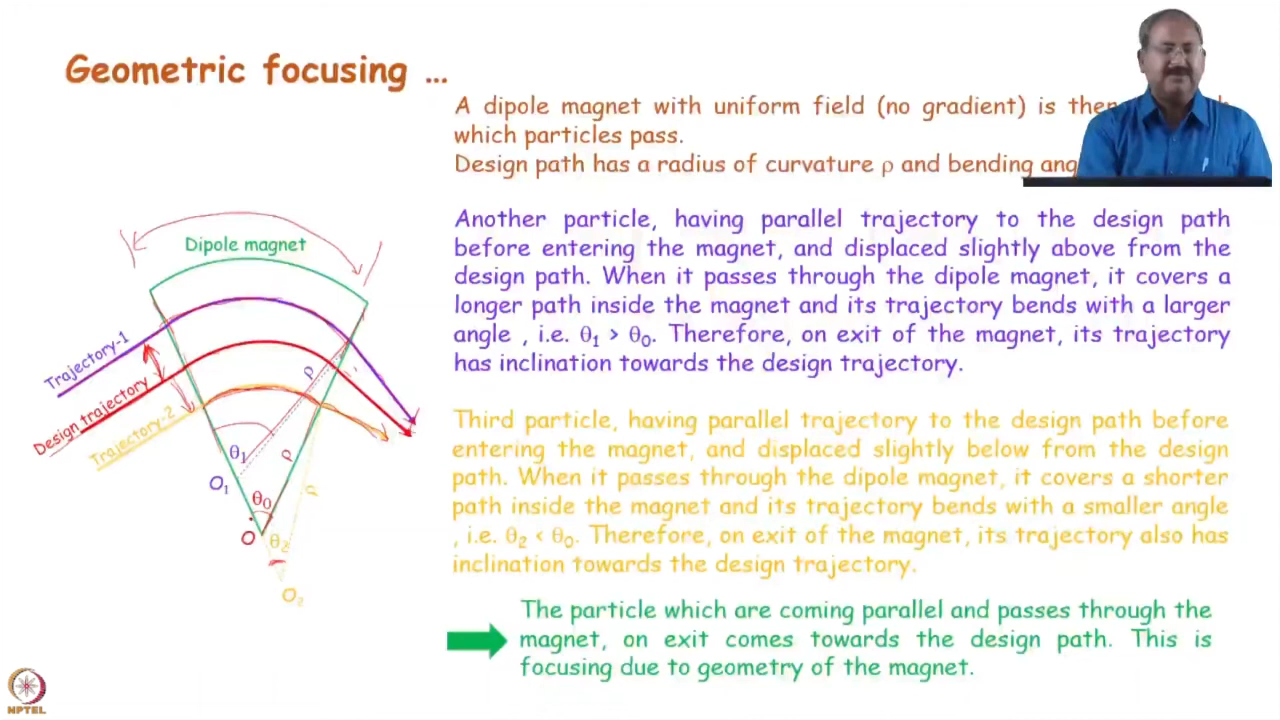 Geometric focusing ...
A dipole magnet with uniform field (no gradient) is
which particles pass.
Design path has a radius of curvature ρ and bending
Another particle, having parallel trajectory to the design path
before entering the magnet, and displaced slightly above from the
design path. When it passes through the dipole magnet, it covers a
longer path inside the magnet and its trajectory bends with a larger
angle , i.e. θ₁ > θ₀. Therefore, on exit of the magnet, its trajectory
has inclination towards the design trajectory.
Third particle, having parallel trajectory to the design path before
entering the magnet, and displaced slightly below from the design
path. When it passes through the dipole magnet, it covers a shorter
path inside the magnet and its trajectory bends with a smaller angle
, i.e. θ₂ < θ₀. Therefore, on exit of the magnet, its trajectory also has
inclination towards the design trajectory.
The particle which are coming parallel and passes through the
magnet, on exit comes towards the design path. This is
focusing due to geometry of the magnet.
Dipole magnet
Trajectory-1
Design trajectory
Trajectory-2
ρ
ρ
θ₁
O₁
θ₀
O
θ₂
O₂
NPTEL